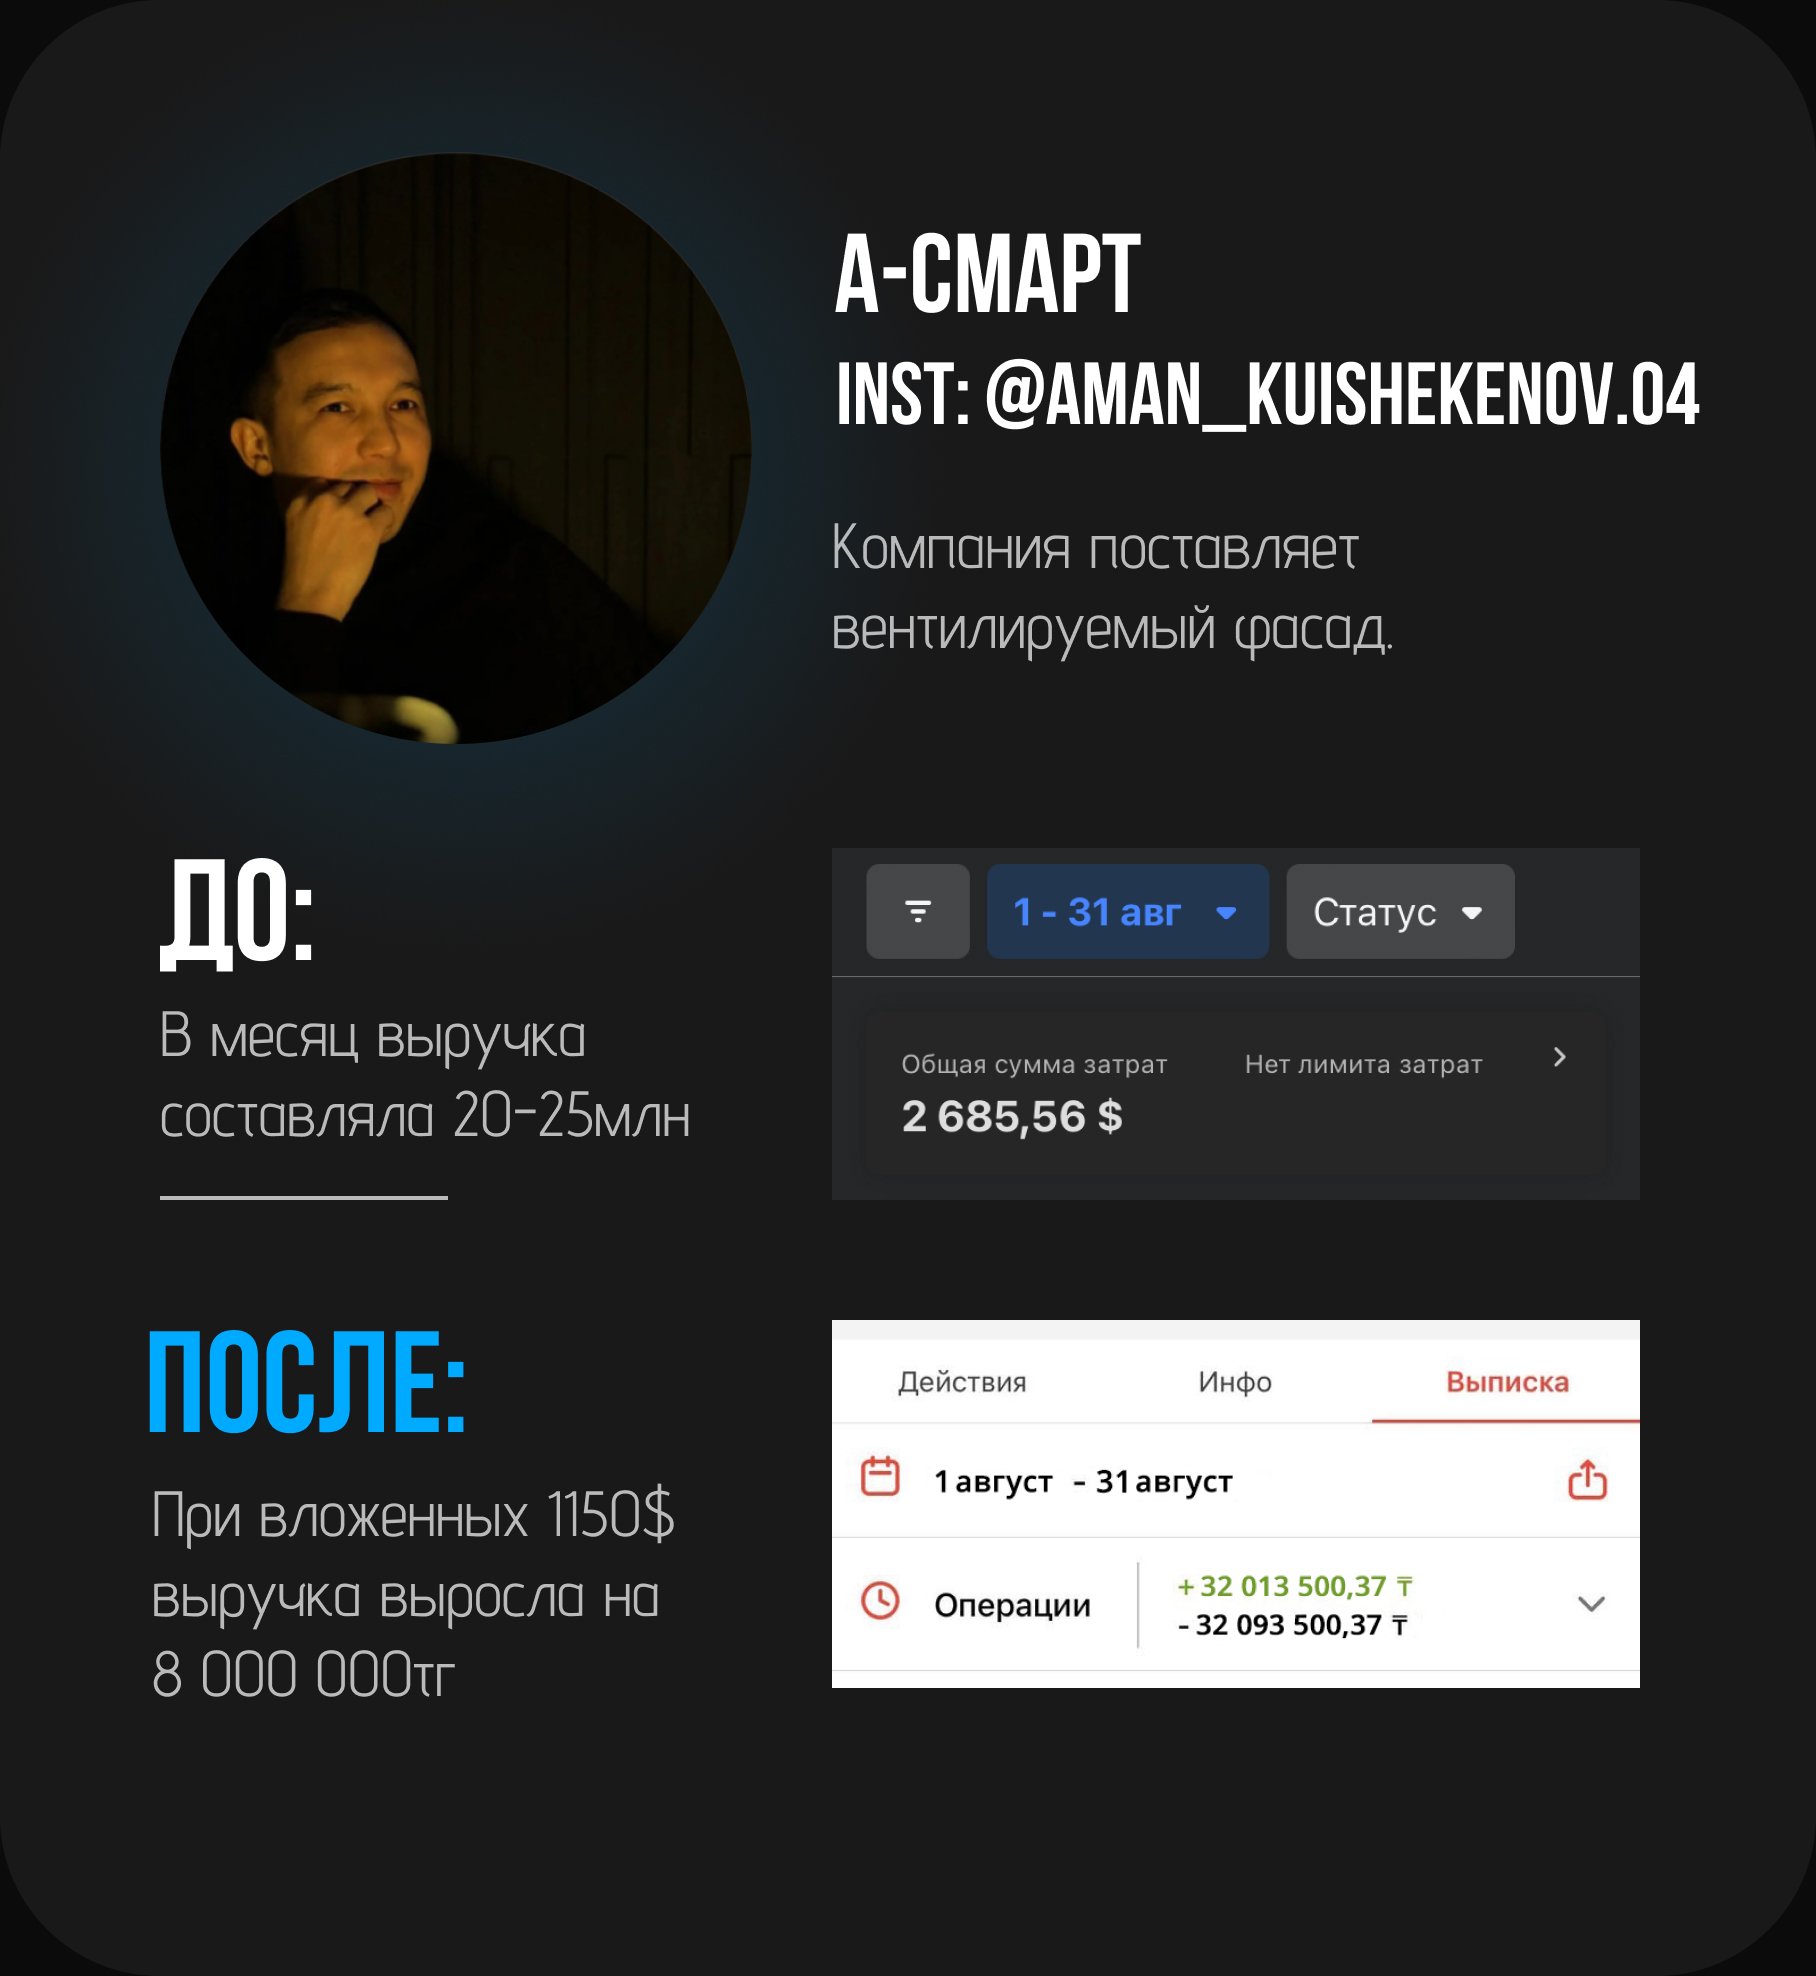 А-СМАРТ
INST: @AMAN_KUISHEKENOV.04
Компания поставляет
вентилируемый фасад.
ДО:
В месяц выручка
составляла 20-25млн
1 - 31 авг
Статус
Общая сумма затрат
Нет лимита затрат
2 685,56 $
ПОСЛЕ:
При вложенных 1150$
выручка выросла на
8 000 000тг
Действия
Инфо
Выписка
1 август - 31 август
Операции
+ 32 013 500,37 ₸
- 32 093 500,37 ₸